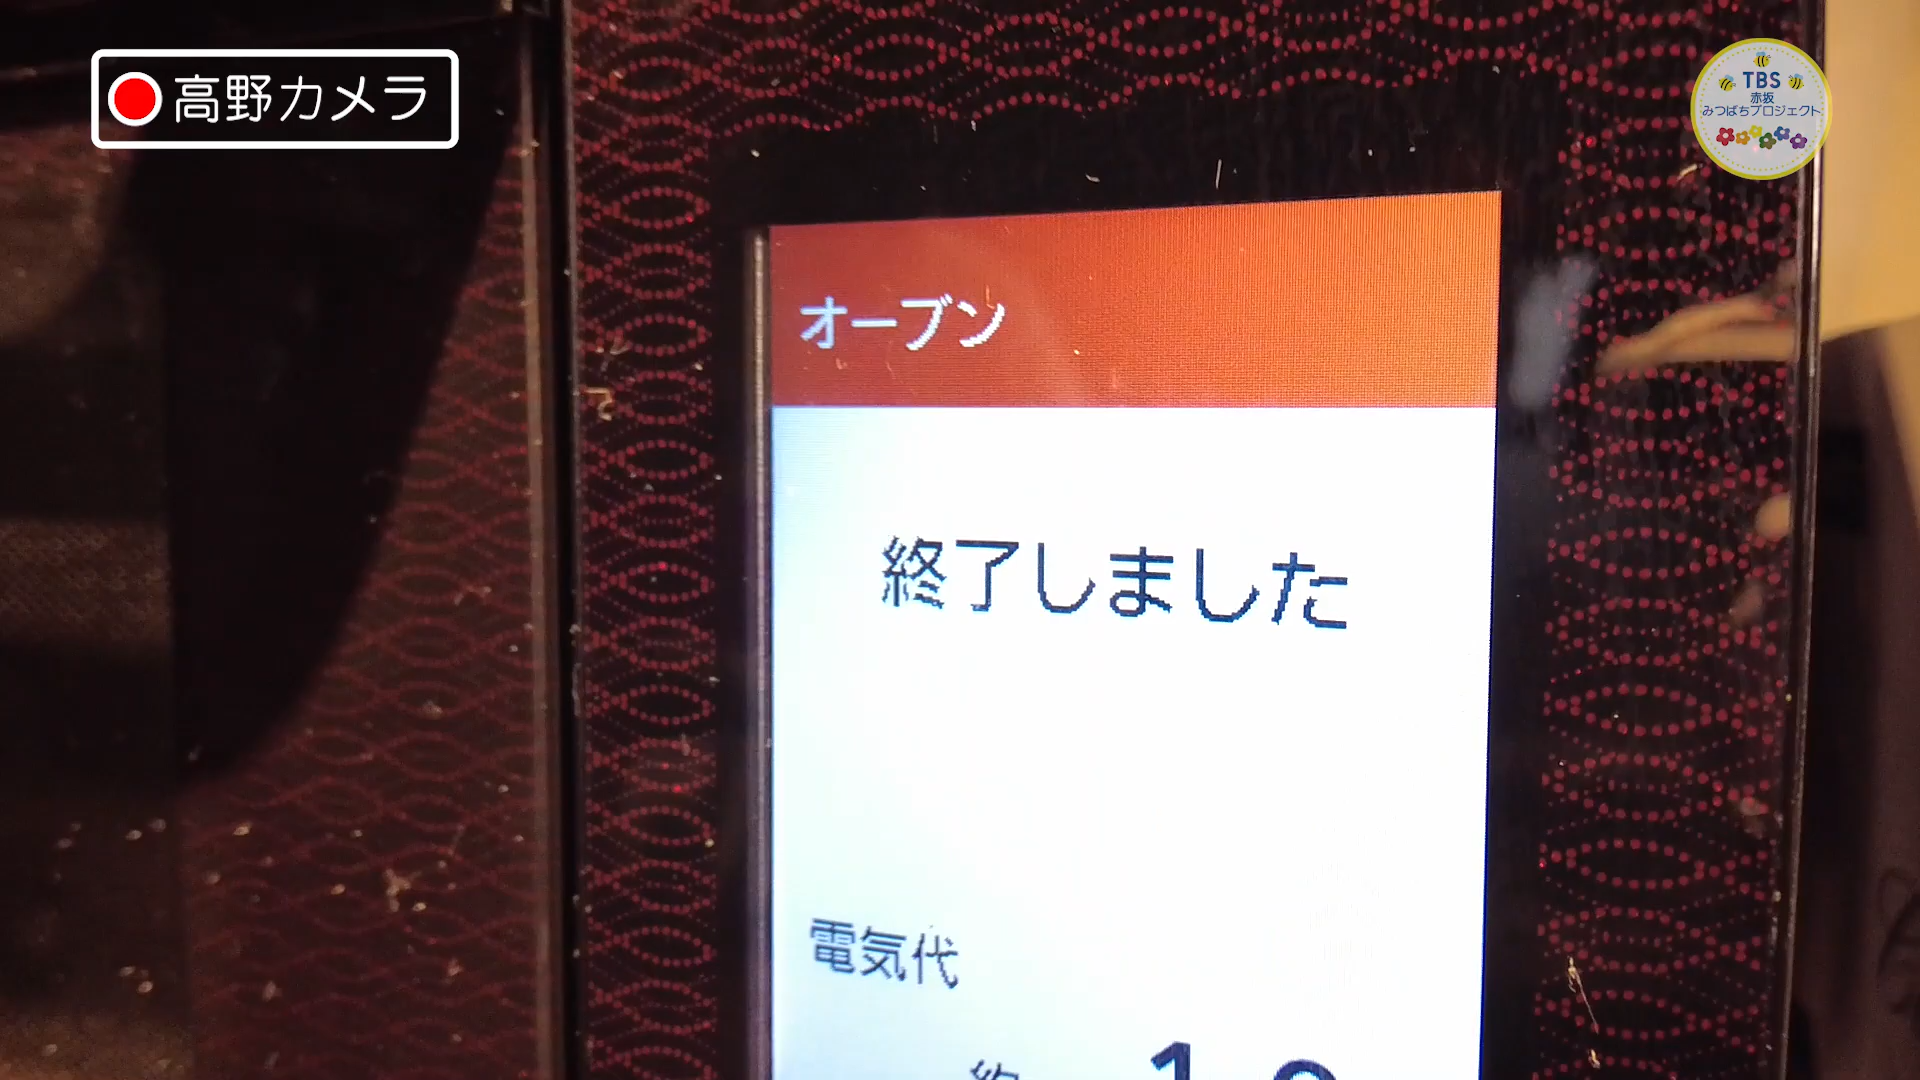 高野カメラ
TBS
赤坂
みつばちプロジェクト
オーブン
終了しました
電気代
約